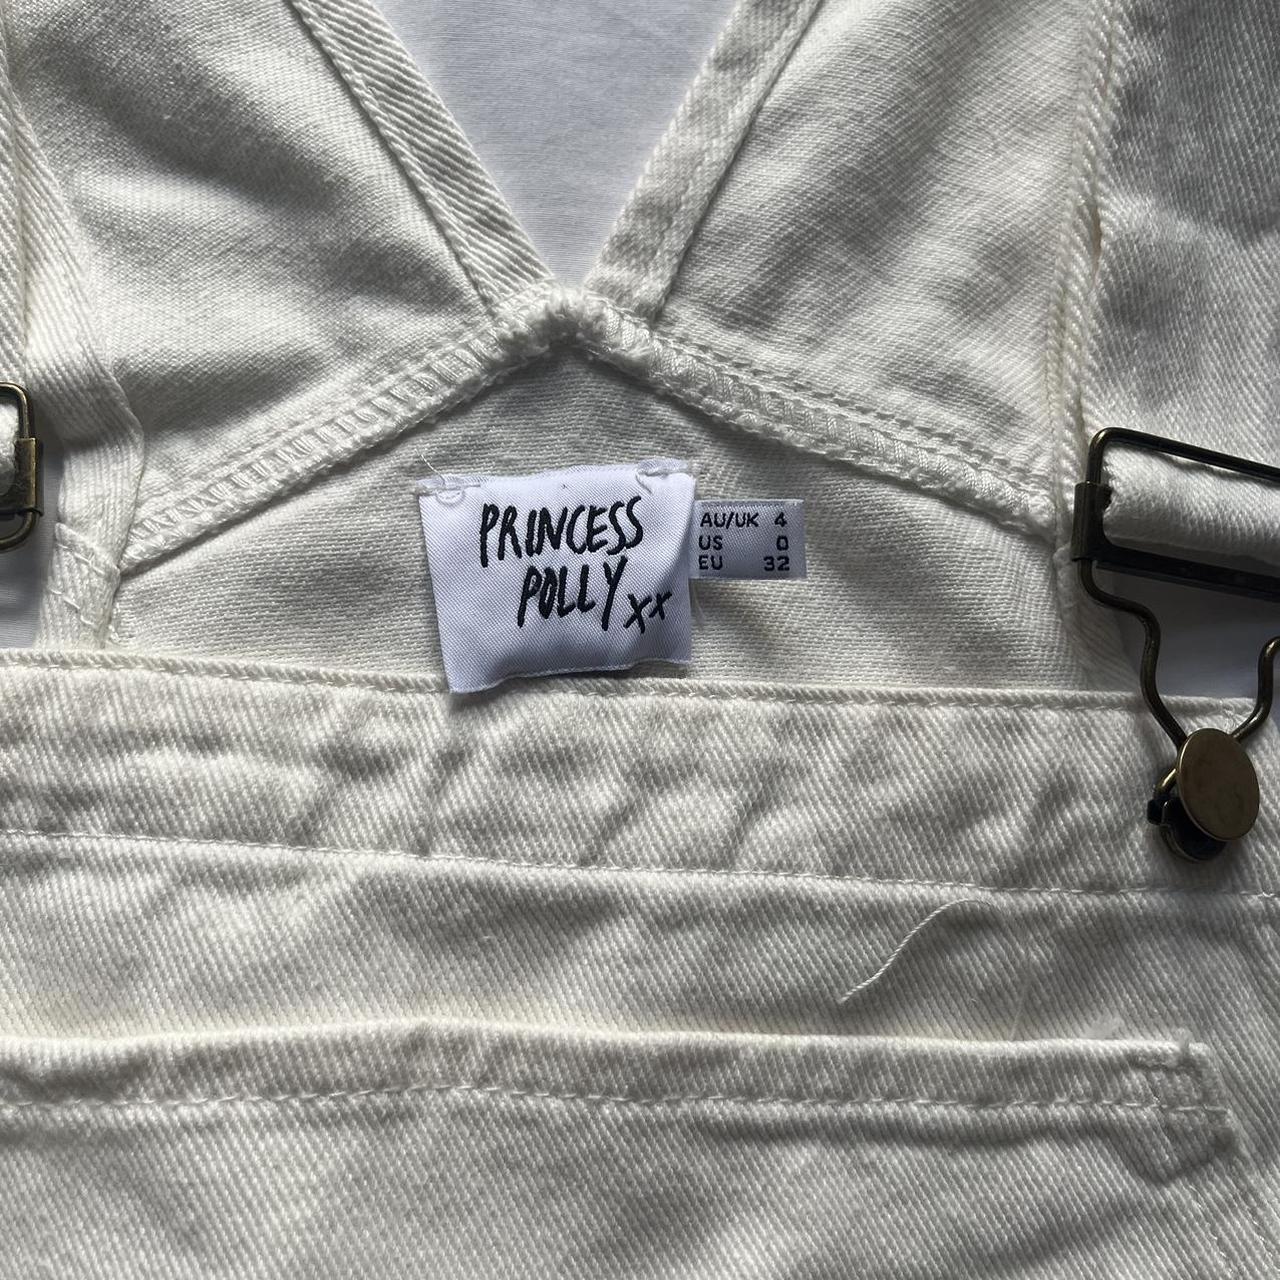 PRINCESS
POLLY xx
AU/UK 4
US 0
EU 32